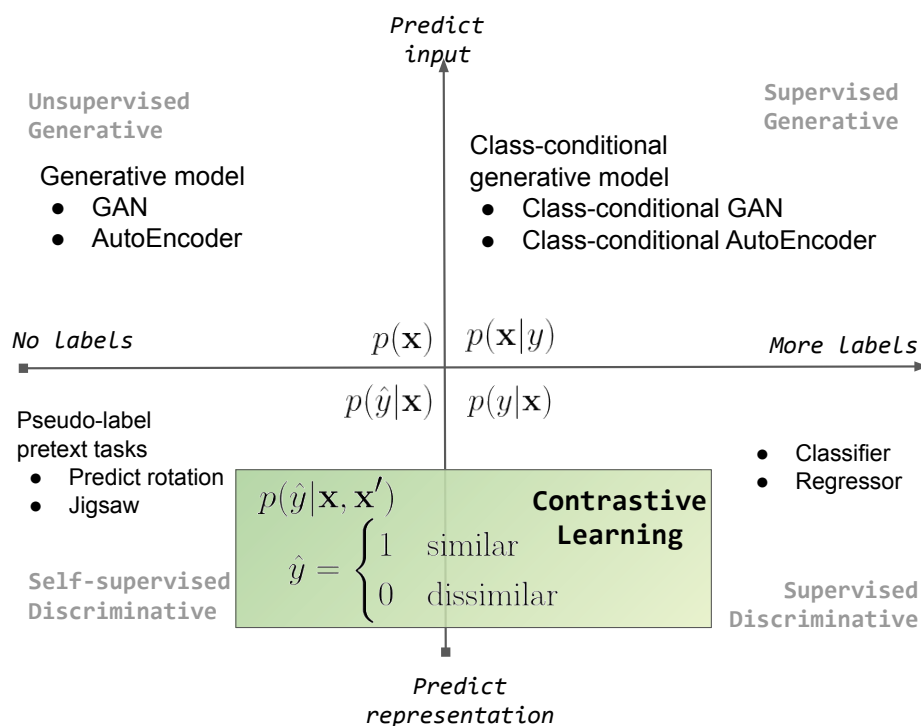 Predict
input
Unsupervised
Generative
Supervised
Generative
Generative model
● GAN
● AutoEncoder
Class-conditional
generative model
● Class-conditional GAN
● Class-conditional AutoEncoder
No labels
p(𝐱)
p(𝐱|y)
More labels
p(ŷ|𝐱)
p(y|𝐱)
Pseudo-label
pretext tasks
● Predict rotation
● Jigsaw
● Classifier
● Regressor
p(ŷ|𝐱, 𝐱′)
ŷ = { 1 similar
0 dissimilar
Contrastive
Learning
Self-supervised
Discriminative
Supervised
Discriminative
Predict
representation